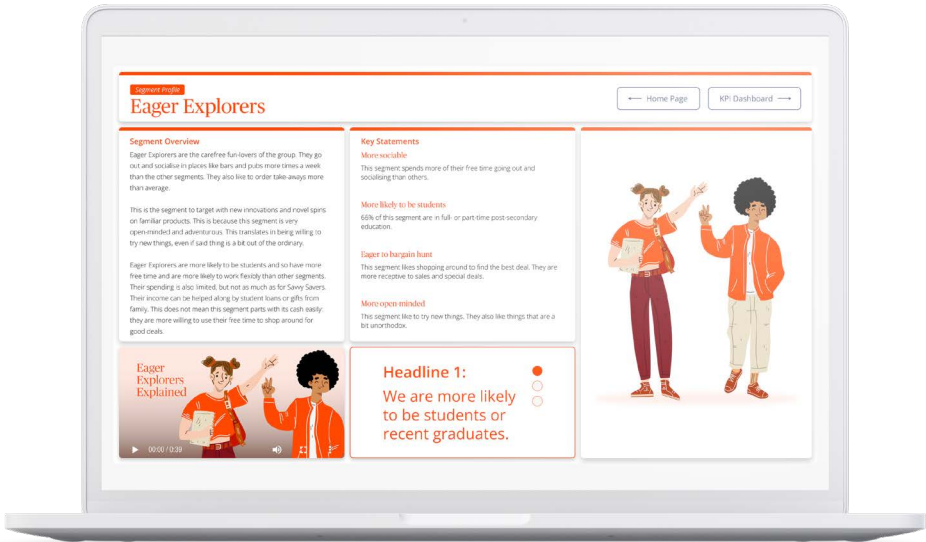 Segment Profile
Eager Explorers
← Home Page
KPI Dashboard →
Segment Overview
Eager Explorers are the carefree fun-lovers of the group. They go
out and socialise in places like bars and pubs more times a week
than the other segments. They also like to order take-aways more
than average.
This is the segment to target with new innovations and novel spins
on familiar products. This is because this segment is very
open-minded and adventurous. This translates in being willing to
try new things, even if said thing is a bit out of the ordinary.
Eager Explorers are more likely to be students and so have more
free time and are more likely to work flexibly than other segments.
Their spending is also limited, but not as much as for Savvy Savers.
Their income can be helped along by student loans or gifts from
family. This does not mean this segment parts with its cash easily:
they are more willing to use their free time to shop around for
good deals.
Key Statements
More sociable
This segment spends more of their free time going out and
socialising than others.
More likely to be students
66% of this segment are in full- or part-time post-secondary
education.
Eager to bargain hunt
This segment likes shopping around to find the best deal. They are
more receptive to sales and special deals.
More open minded
This segment like to try new things. They also like things that are a
bit unorthodox.
Eager
Explorers
Explained
00:00 / 0:39
Headline 1:
We are more likely
to be students or
recent graduates.